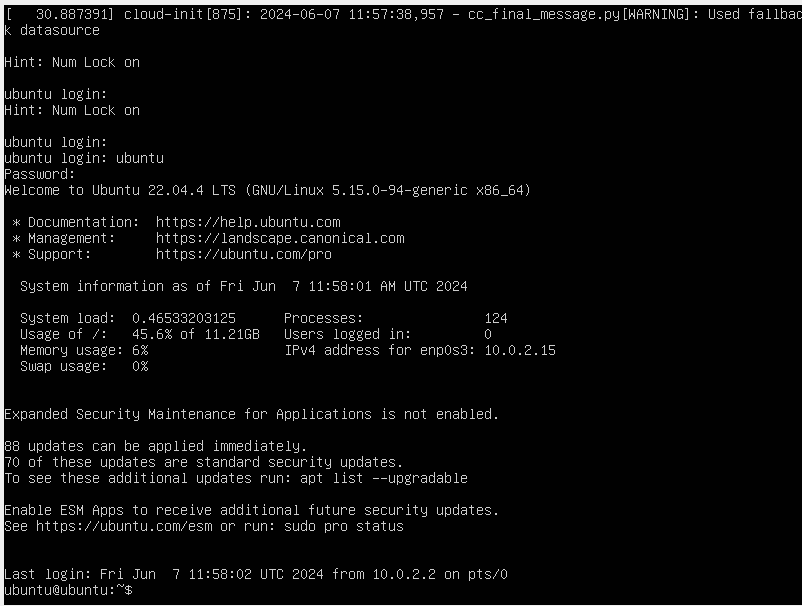 [   30.887391] cloud-init[875]: 2024-06-07 11:57:38,957 - cc_final_message.py[WARNING]: Used fallbac
k datasource
Hint: Num Lock on
ubuntu login:
Hint: Num Lock on
ubuntu login:
ubuntu login: ubuntu
Password:
Welcome to Ubuntu 22.04.4 LTS (GNU/Linux 5.15.0-94-generic x86_64)
 * Documentation:  https://help.ubuntu.com
 * Management:     https://landscape.canonical.com
 * Support:        https://ubuntu.com/pro
  System information as of Fri Jun  7 11:58:01 AM UTC 2024
  System load:  0.46533203125      Processes:               124
  Usage of /:   45.6% of 11.21GB   Users logged in:         0
  Memory usage: 6%                 IPv4 address for enp0s3: 10.0.2.15
  Swap usage:   0%
Expanded Security Maintenance for Applications is not enabled.
88 updates can be applied immediately.
70 of these updates are standard security updates.
To see these additional updates run: apt list --upgradable
Enable ESM Apps to receive additional future security updates.
See https://ubuntu.com/esm or run: sudo pro status
Last login: Fri Jun  7 11:58:02 UTC 2024 from 10.0.2.2 on pts/0
ubuntu@ubuntu:~$